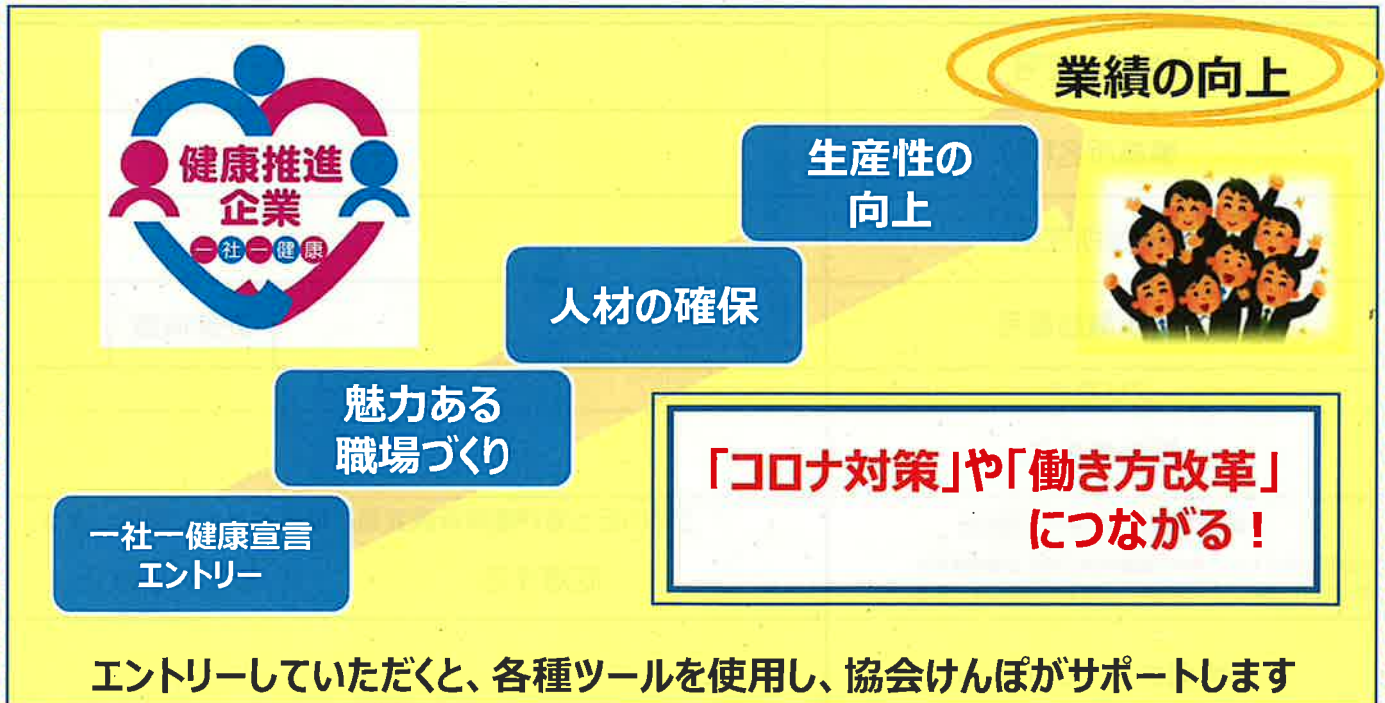 業績の向上
健康推進
企業
一社一健康
生産性の
向上
人材の確保
魅力ある
職場づくり
「コロナ対策」や「働き方改革」
につながる！
一社一健康宣言
エントリー
エントリーしていただくと、各種ツールを使用し、協会けんぽがサポートします